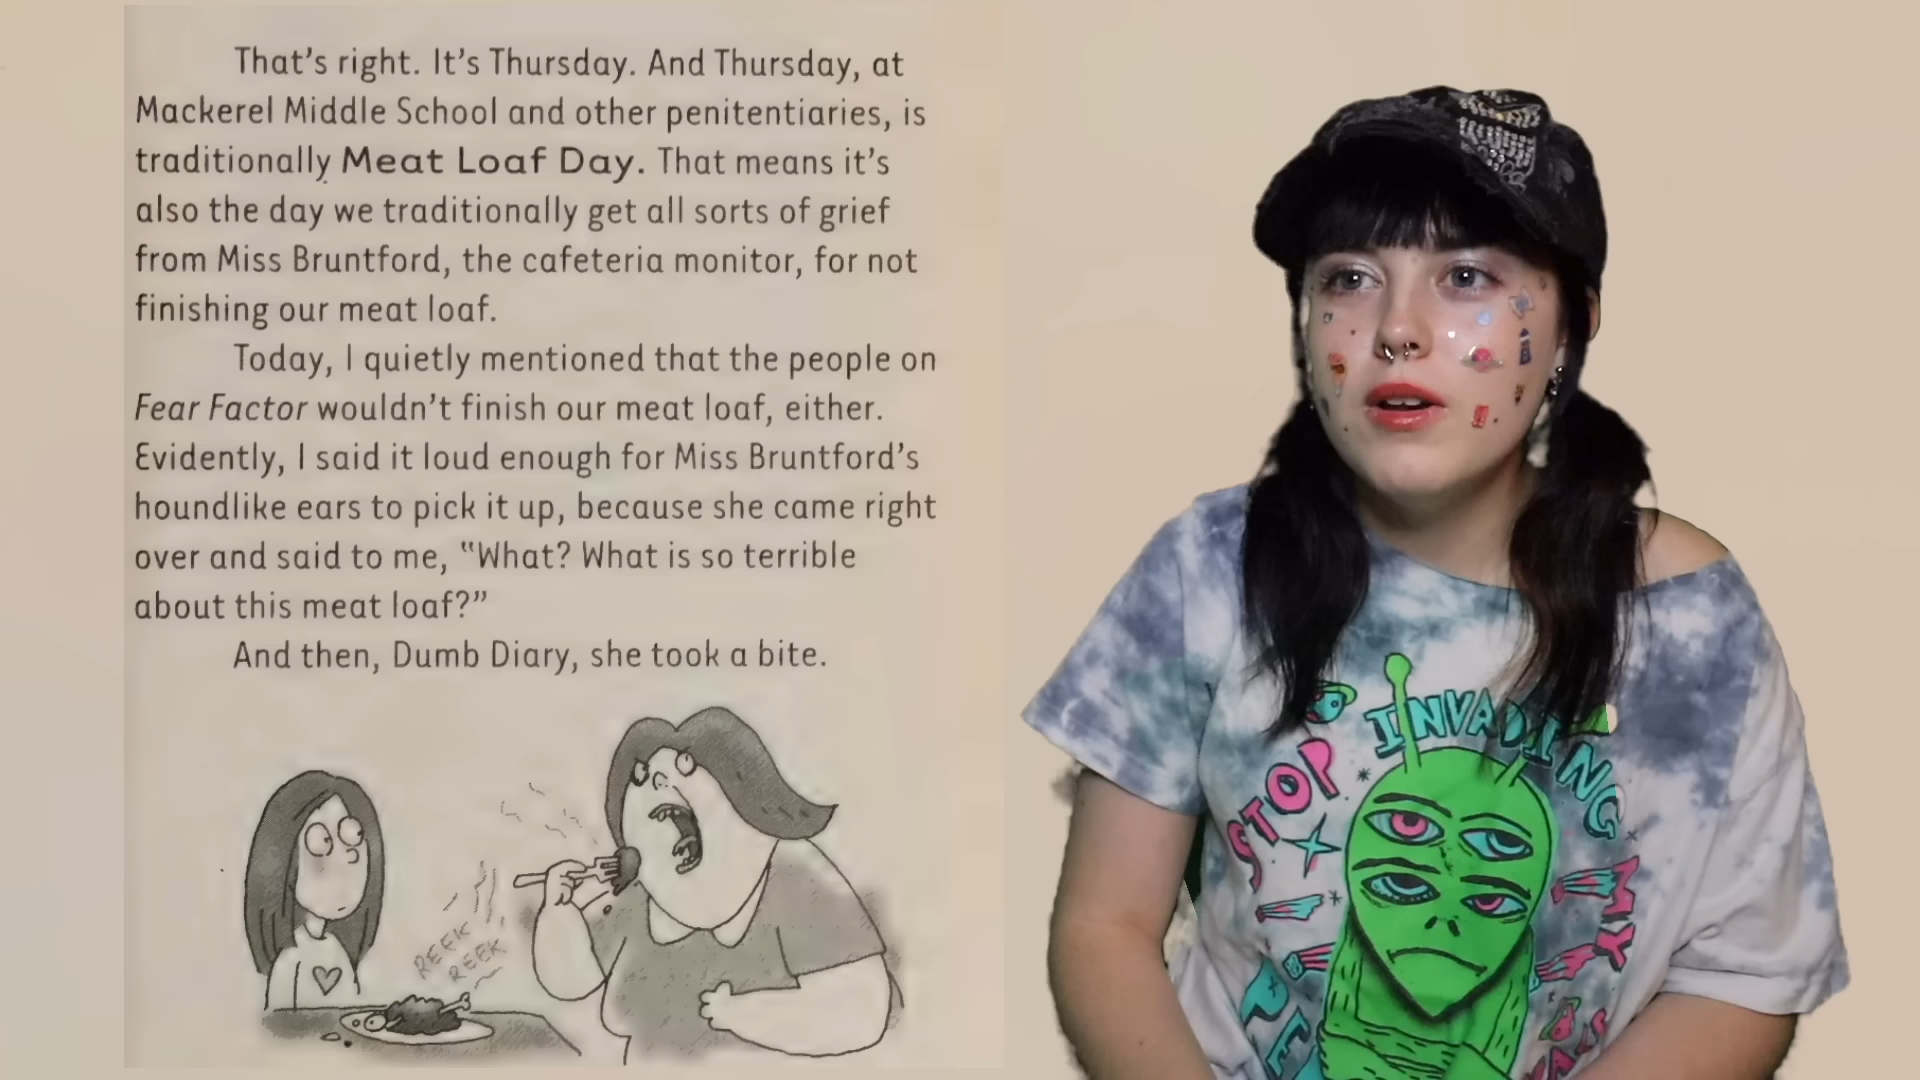 That's right. It's Thursday. And Thursday, at
Mackerel Middle School and other penitentiaries, is
traditionally Meat Loaf Day. That means it's
also the day we traditionally get all sorts of grief
from Miss Bruntford, the cafeteria monitor, for not
finishing our meat loaf.
Today, I quietly mentioned that the people on
Fear Factor wouldn't finish our meat loaf, either.
Evidently, I said it loud enough for Miss Bruntford's
houndlike ears to pick it up, because she came right
over and said to me, "What? What is so terrible
about this meat loaf?"
And then, Dumb Diary, she took a bite.
REEK
REEK
STOP INVADING
MY